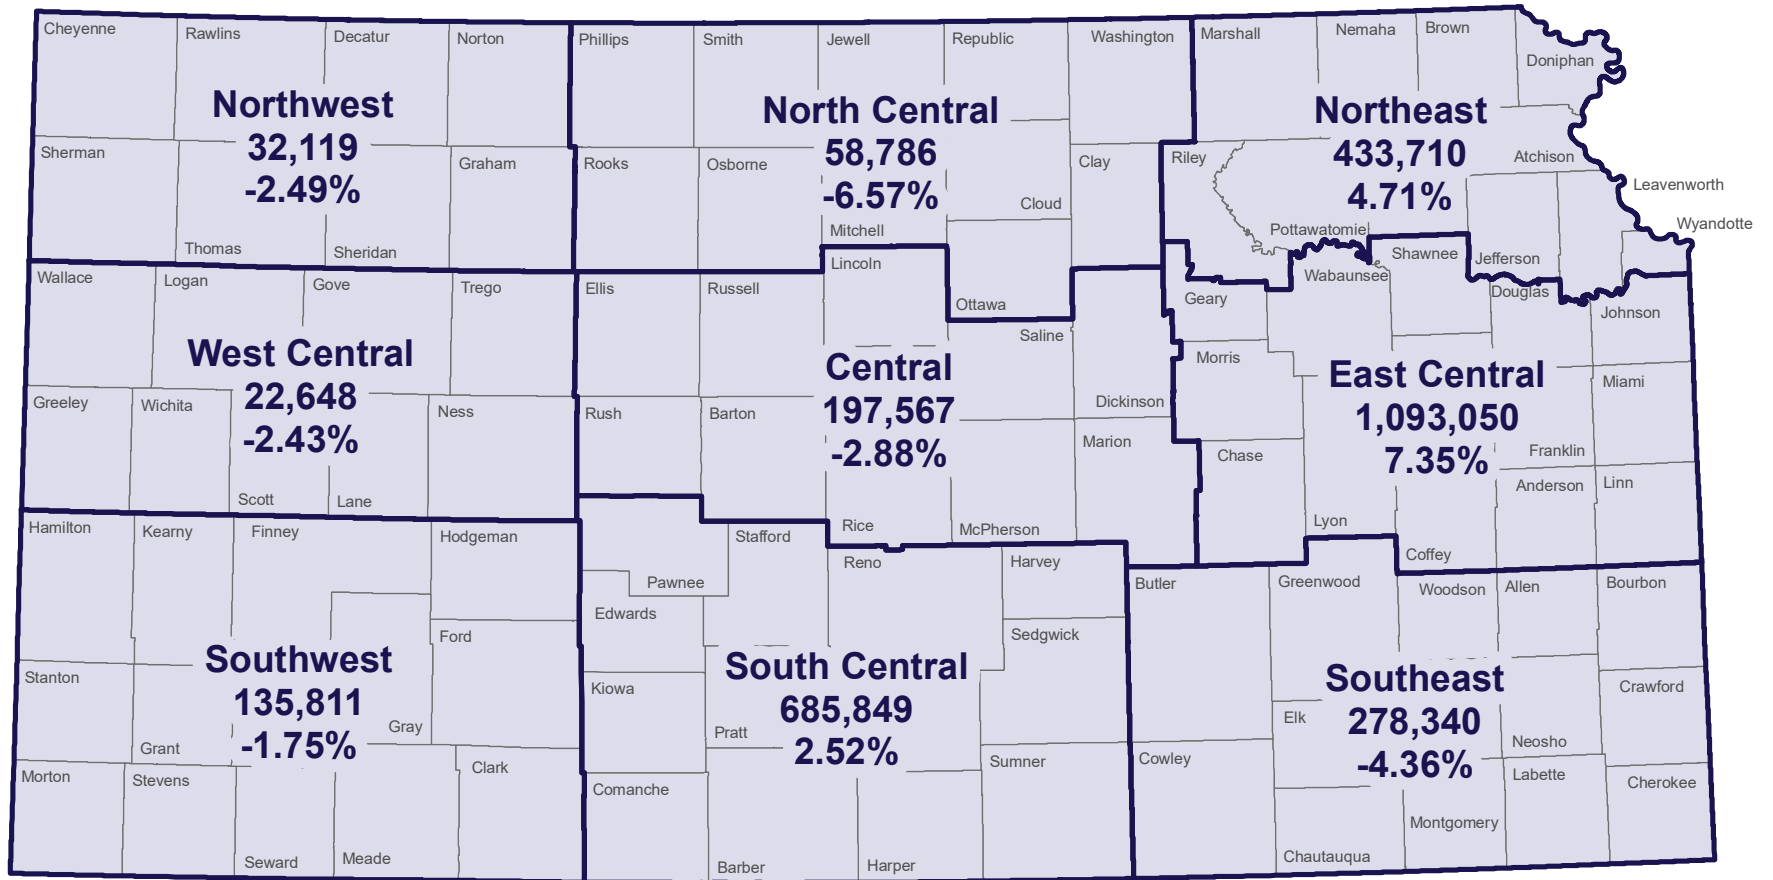 Cheyenne
Rawlins
Decatur
Norton
Phillips
Smith
Jewell
Republic
Washington
Marshall
Nemaha
Brown
Doniphan
Northwest
32,119
-2.49%
North Central
58,786
-6.57%
Northeast
433,710
4.71%
Sherman
Graham
Rooks
Osborne
Clay
Riley
Atchison
Leavenworth
Wyandotte
Cloud
Mitchell
Pottawatomie
Thomas
Sheridan
Shawnee
Jefferson
Wallace
Logan
Gove
Trego
Ellis
Russell
Lincoln
Ottawa
Geary
Wabaunsee
Douglas
Johnson
Saline
West Central
22,648
-2.43%
Central
197,567
-2.88%
East Central
1,093,050
7.35%
Morris
Miami
Greeley
Wichita
Ness
Rush
Barton
Dickinson
Marion
Chase
Franklin
Scott
Lane
Anderson
Linn
Rice
McPherson
Lyon
Coffey
Hamilton
Kearny
Finney
Hodgeman
Stafford
Pawnee
Reno
Harvey
Butler
Greenwood
Woodson
Allen
Bourbon
Edwards
Ford
Sedgwick
Southwest
135,811
-1.75%
South Central
685,849
2.52%
Southeast
278,340
-4.36%
Stanton
Kiowa
Crawford
Gray
Pratt
Elk
Grant
Neosho
Morton
Stevens
Clark
Sumner
Cowley
Labette
Cherokee
Comanche
Montgomery
Seward
Meade
Barber
Harper
Chautauqua